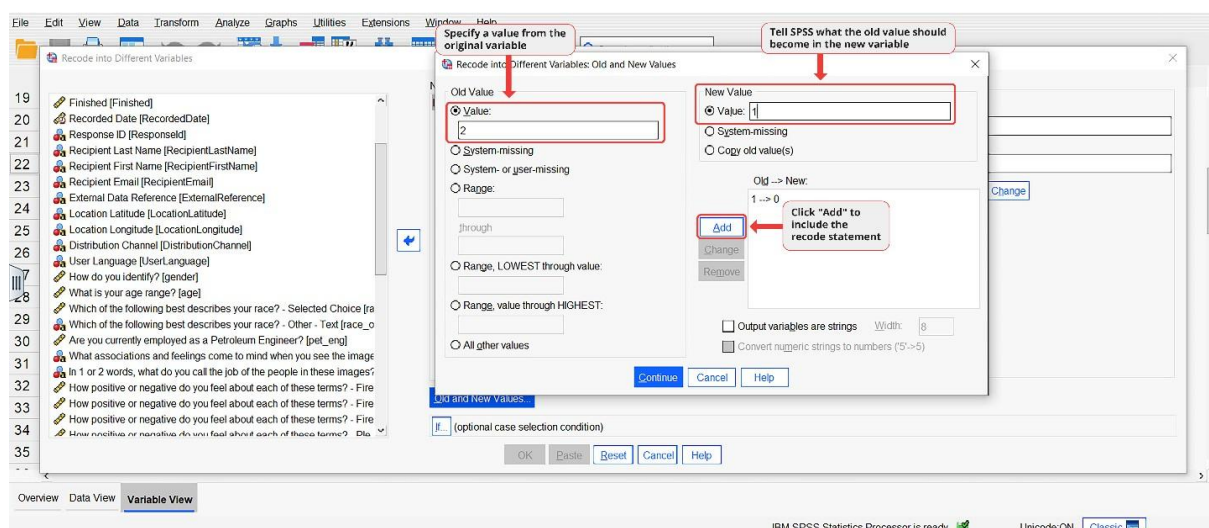 File Edit View Data Transform Analyze Graphs Utilities Extensions Window Help
Specify a value from the
original variable
Tell SPSS what the old value should
become in the new variable
Recode into Different Variables
Recode into Different Variables: Old and New Values
Old Value
Value:
2
System-missing
System- or user-missing
Range:
through
Range, LOWEST through value:
Range, value through HIGHEST:
All other values
New Value
Value: 1
System-missing
Copy old value(s)
Old --> New:
1 --> 0
Add
Change
Remove
Click "Add" to
include the
recode statement
Output variables are strings Width: 8
Convert numeric strings to numbers ('5'->5)
Continue Cancel Help
Change
19
20
21
22
23
24
25
26
7
28
29
30
31
32
33
34
35
Finished [Finished]
Recorded Date [RecordedDate]
Response ID [ResponseId]
Recipient Last Name [RecipientLastName]
Recipient First Name [RecipientFirstName]
Recipient Email [RecipientEmail]
External Data Reference [ExternalReference]
Location Latitude [LocationLatitude]
Location Longitude [LocationLongitude]
Distribution Channel [DistributionChannel]
User Language [UserLanguage]
How do you identify? [gender]
What is your age range? [age]
Which of the following best describes your race? - Selected Choice [ra
Which of the following best describes your race? - Other - Text [race_o
Are you currently employed as a Petroleum Engineer? [pet_eng]
What associations and feelings come to mind when you see the image
In 1 or 2 words, what do you call the job of the people in these images?
How positive or negative do you feel about each of these terms? - Fire
How positive or negative do you feel about each of these terms? - Fire
How positive or negative do you feel about each of these terms? - Fire
How positive or negative do you feel about each of these terms? - Ple
Old and New Values...
If... (optional case selection condition)
OK Paste Reset Cancel Help
Overview Data View Variable View
IBM SPSS Statistics Processor is ready Unicode:ON Classic